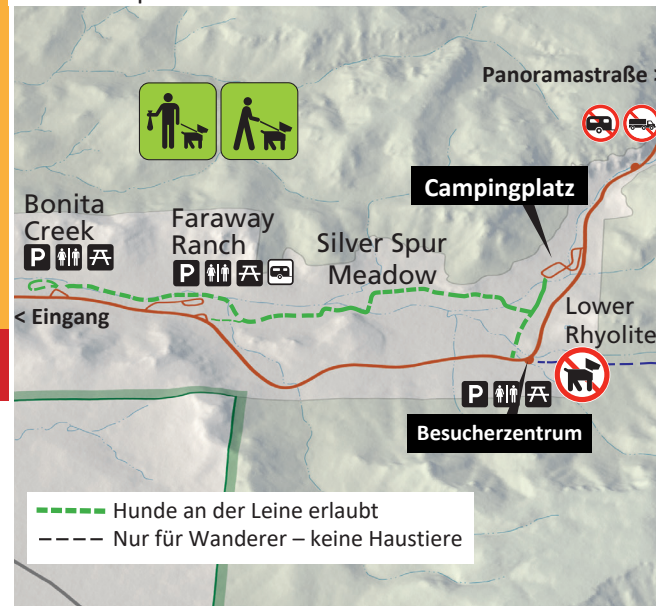 Panoramastraße >
Campingplatz
Bonita
Creek
P
Faraway
Ranch
P
Silver Spur
Meadow
< Eingang
Lower
Rhyolite
P
Besucherzentrum
Hunde an der Leine erlaubt
Nur für Wanderer – keine Haustiere